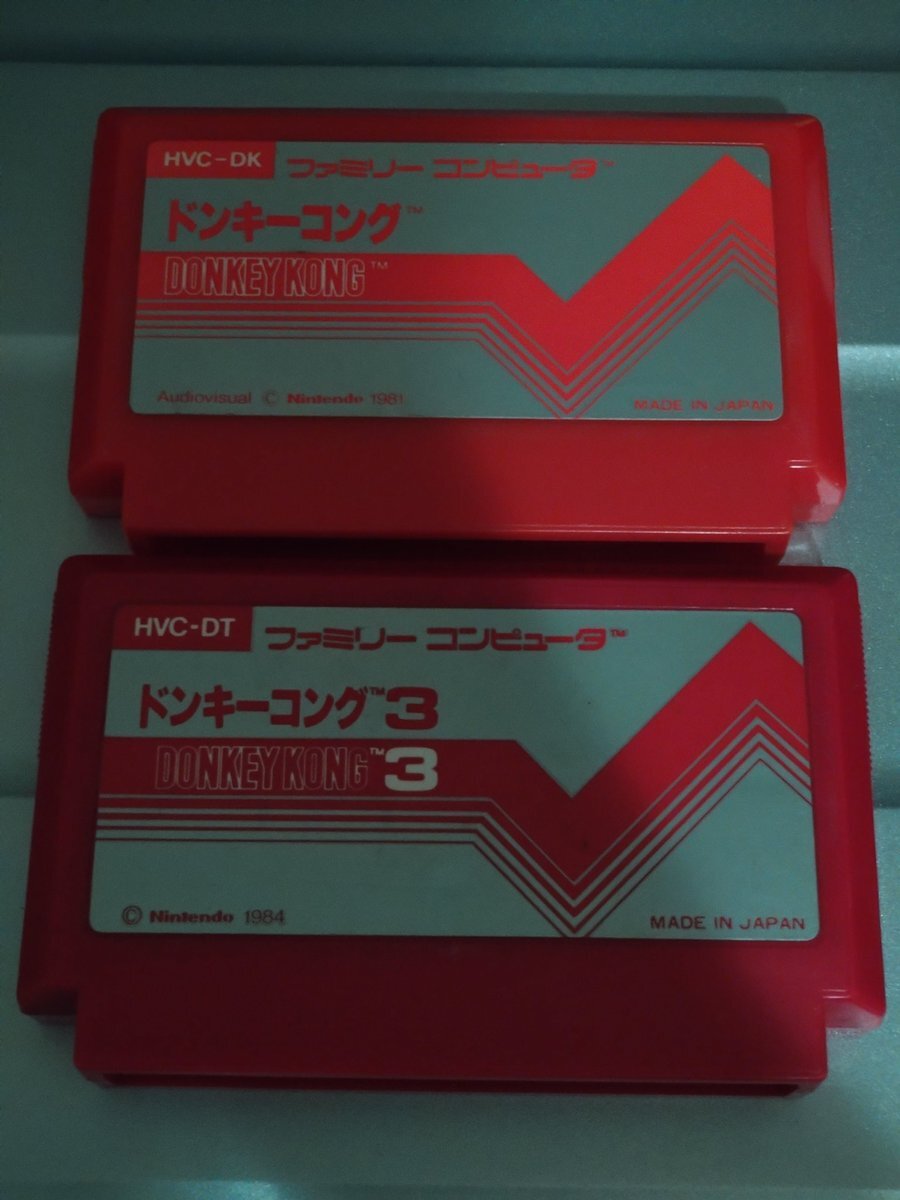 HVC-DK ファミリー コンピュータ™
ドンキーコング™
DONKEY KONG™
Audiovisual © Nintendo 1981
MADE IN JAPAN
HVC-DT ファミリー コンピュータ™
ドンキーコング™3
DONKEY KONG™3
© Nintendo 1984
MADE IN JAPAN